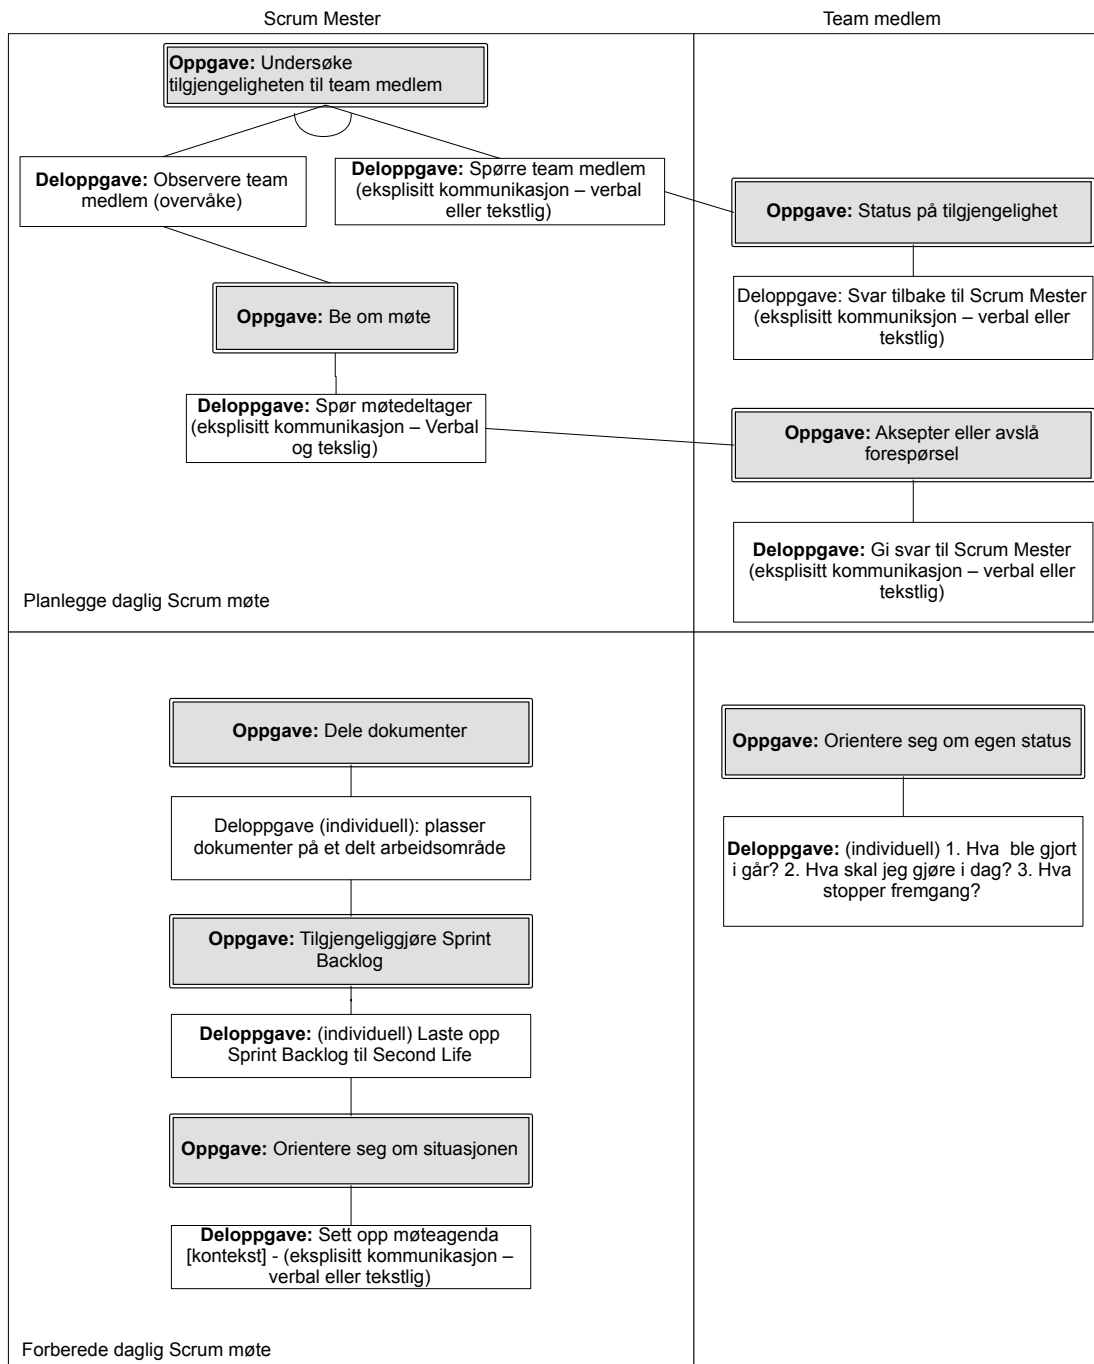 Scrum Mester
Team medlem
Oppgave: Undersøke
tilgjengeligheten til team medlem
Deloppgave: Observere team
medlem (overvåke)
Deloppgave: Spørre team medlem
(eksplisitt kommunikasjon – verbal
eller tekstlig)
Oppgave: Status på tilgjengelighet
Deloppgave: Svar tilbake til Scrum Mester
(eksplisitt kommuniksjon – verbal eller
tekstlig)
Oppgave: Be om møte
Deloppgave: Spør møtedeltager
(eksplisitt kommunikasjon – Verbal
og tekslig)
Oppgave: Aksepter eller avslå
forespørsel
Deloppgave: Gi svar til Scrum Mester
(eksplisitt kommunikasjon – verbal eller
tekstlig)
Planlegge daglig Scrum møte
Oppgave: Dele dokumenter
Oppgave: Orientere seg om egen status
Deloppgave (individuell): plasser
dokumenter på et delt arbeidsområde
Deloppgave: (individuell) 1. Hva  ble gjort
i går? 2. Hva skal jeg gjøre i dag? 3. Hva
stopper fremgang?
Oppgave: Tilgjengeliggjøre Sprint
Backlog
Deloppgave: (individuell) Laste opp
Sprint Backlog til Second Life
Oppgave: Orientere seg om situasjonen
Deloppgave: Sett opp møteagenda
[kontekst] - (eksplisitt kommunikasjon –
verbal eller tekstlig)
Forberede daglig Scrum møte